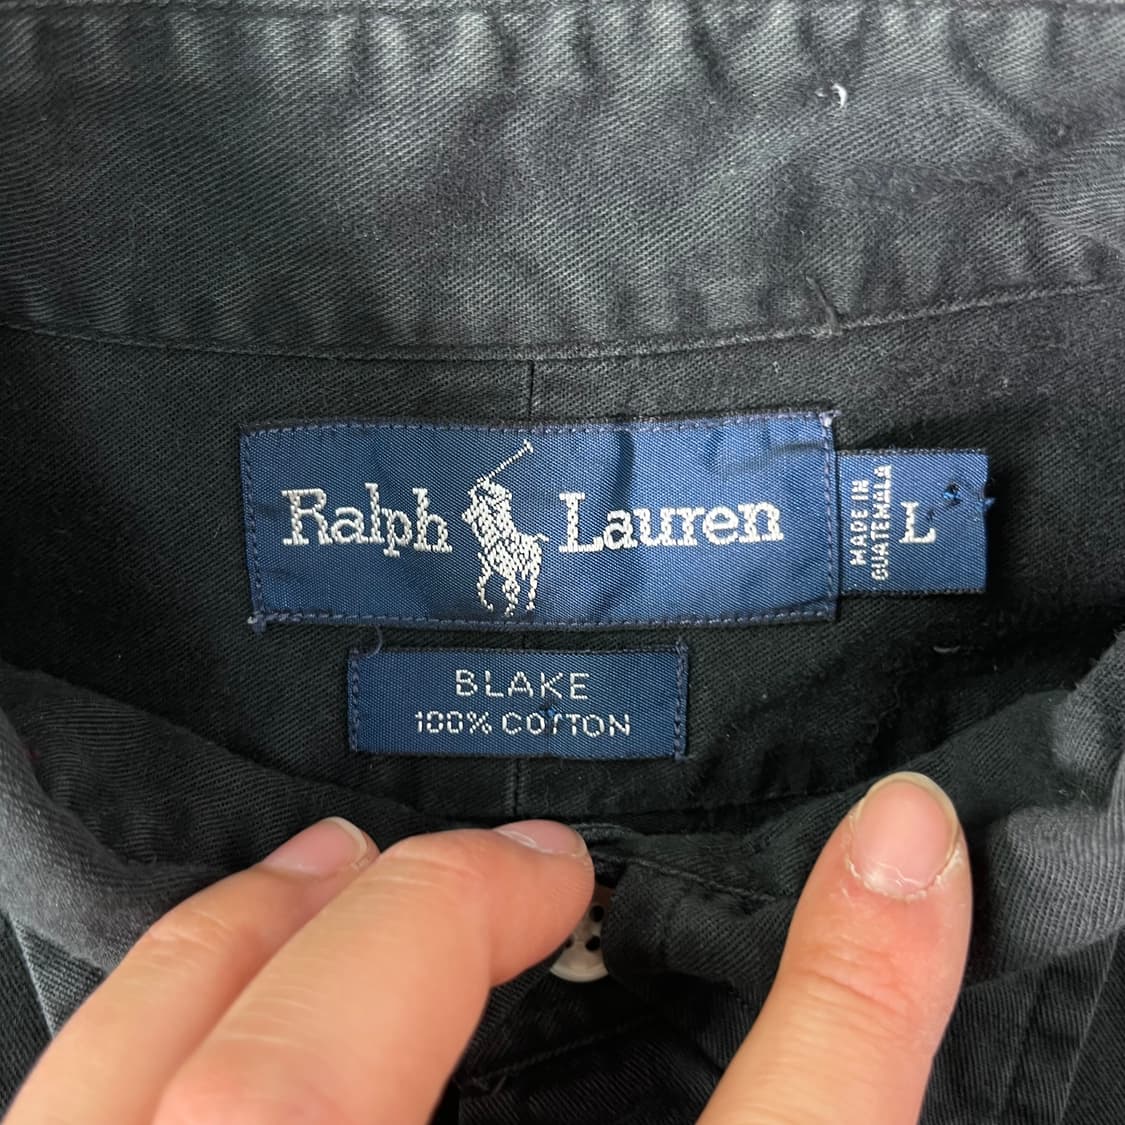 Ralph Lauren
MADE IN
GUATEMALA
L
BLAKE
100% COTTON